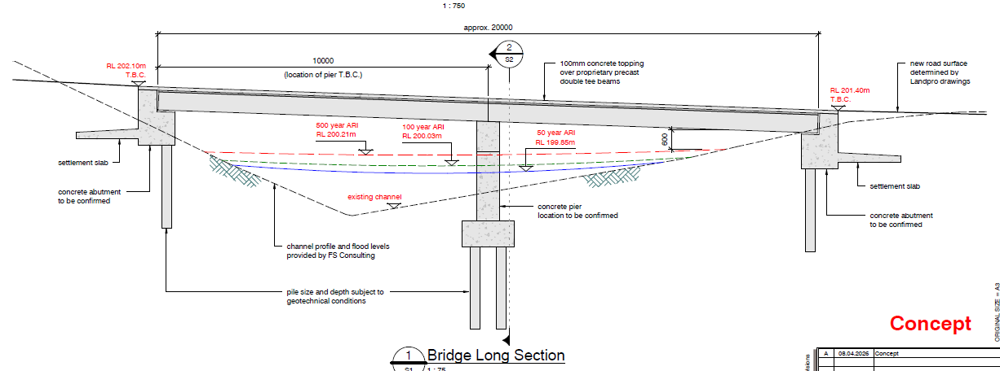 1 : 750
approx. 20000
2
S2
10000
(location of pier T.B.C.)
RL 202.10m
T.B.C.
100mm concrete topping
over proprietary precast
double tee beams
new road surface
determined by
Landpro drawings
RL 201.40m
T.B.C.
500 year ARI
RL 200.21m
100 year ARI
RL 200.03m
50 year ARI
RL 199.85m
600
settlement slab
concrete abutment
to be confirmed
existing channel
concrete pier
location to be confirmed
settlement slab
concrete abutment
to be confirmed
channel profile and flood levels
provided by FS Consulting
pile size and depth subject to
geotechnical conditions
Concept
ORIGINAL SIZE = A3
1
S1
Bridge Long Section
1 : 75
A 08.04.2026 Concept